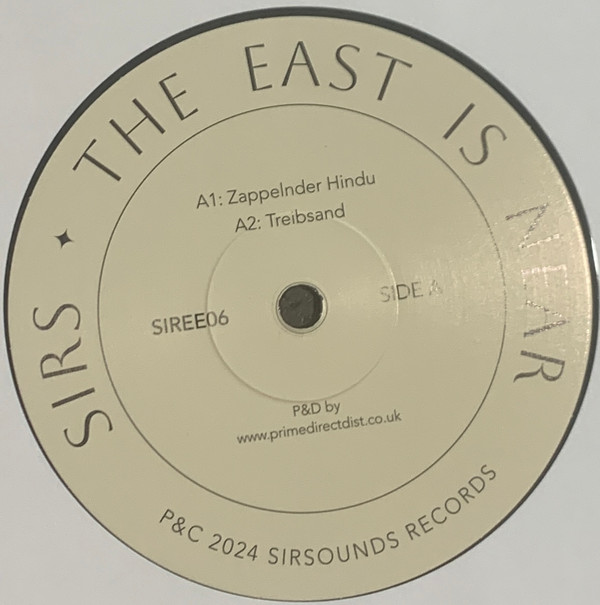 SIRS ✦ THE EAST IS NEAR
A1: Zappelnder Hindu
A2: Treibsand
SIREE06
SIDE A
P&D by
www.primedirectdist.co.uk
P&C 2024 SIRSOUNDS RECORDS